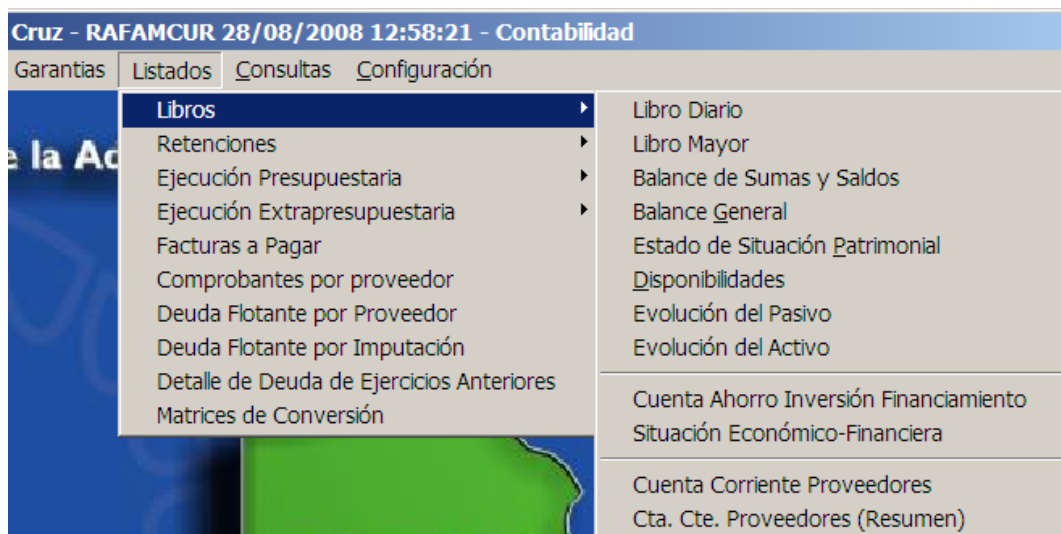 Cruz - RAFAMCUR 28/08/2008 12:58:21 - Contabilidad
Garantias Listados Consultas Configuración
Libros
Retenciones
Ejecución Presupuestaria
Ejecución Extrapresupuestaria
Facturas a Pagar
Comprobantes por proveedor
Deuda Flotante por Proveedor
Deuda Flotante por Imputación
Detalle de Deuda de Ejercicios Anteriores
Matrices de Conversión
Libro Diario
Libro Mayor
Balance de Sumas y Saldos
Balance General
Estado de Situación Patrimonial
Disponibilidades
Evolución del Pasivo
Evolución del Activo
Cuenta Ahorro Inversión Financiamiento
Situación Económico-Financiera
Cuenta Corriente Proveedores
Cta. Cte. Proveedores (Resumen)
e la Ad